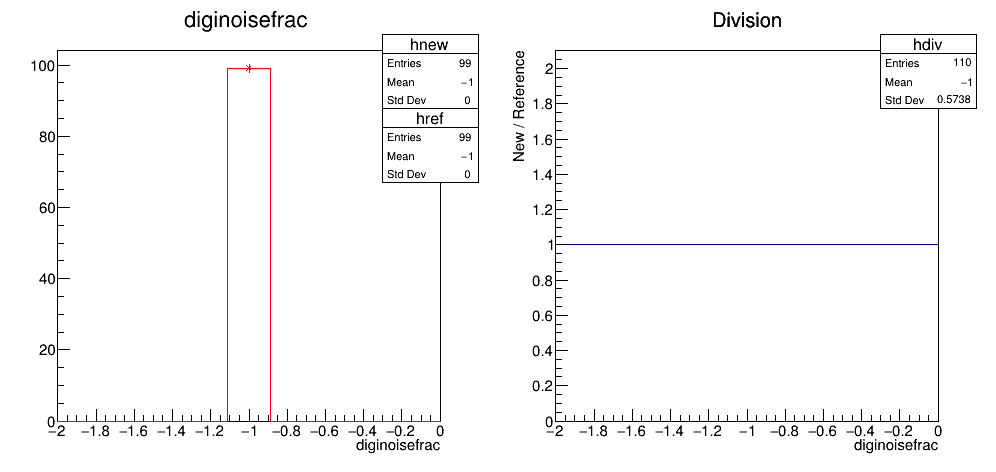 diginoisefrac
hnew
Entries 99
Mean −1
Std Dev 0
href
Entries 99
Mean −1
Std Dev 0
100
80
60
40
20
0
−2 −1.8 −1.6 −1.4 −1.2 −1 −0.8 −0.6 −0.4 −0.2 0
diginoisefrac
Division
hdiv
Entries 110
Mean −1
Std Dev 0.5738
New / Reference
2
1.8
1.6
1.4
1.2
1
0.8
0.6
0.4
0.2
0
−2 −1.8 −1.6 −1.4 −1.2 −1 −0.8 −0.6 −0.4 −0.2 0
diginoisefrac